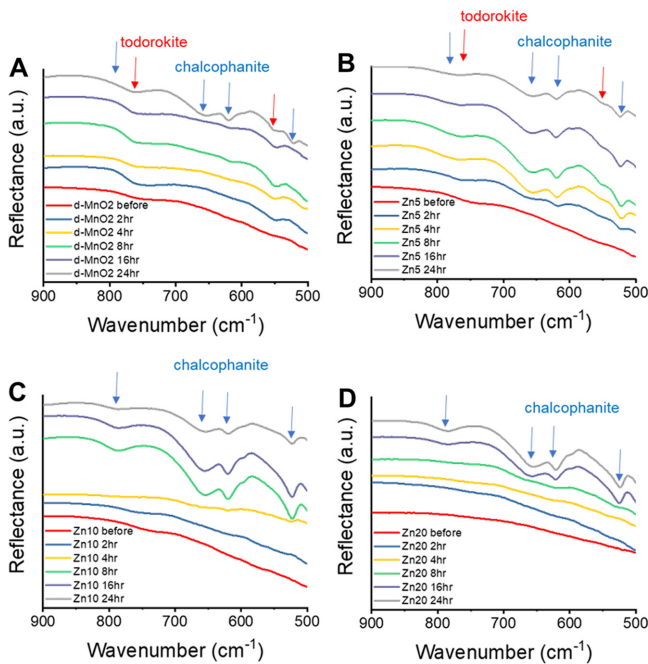 A
todorokite
chalcophanite
Reflectance (a.u.)
d-MnO2 before
d-MnO2 2hr
d-MnO2 4hr
d-MnO2 8hr
d-MnO2 16hr
d-MnO2 24hr
900 800 700 600 500
Wavenumber (cm-1)
B
todorokite
chalcophanite
Reflectance (a.u.)
Zn5 before
Zn5 2hr
Zn5 4hr
Zn5 8hr
Zn5 16hr
Zn5 24hr
900 800 700 600 500
Wavenumber (cm-1)
C
chalcophanite
Reflectance (a.u.)
Zn10 before
Zn10 2hr
Zn10 4hr
Zn10 8hr
Zn10 16hr
Zn10 24hr
900 800 700 600 500
Wavenumber (cm-1)
D
chalcophanite
Reflectance (a.u.)
Zn20 before
Zn20 2hr
Zn20 4hr
Zn20 8hr
Zn20 16hr
Zn20 24hr
900 800 700 600 500
Wavenumber (cm-1)